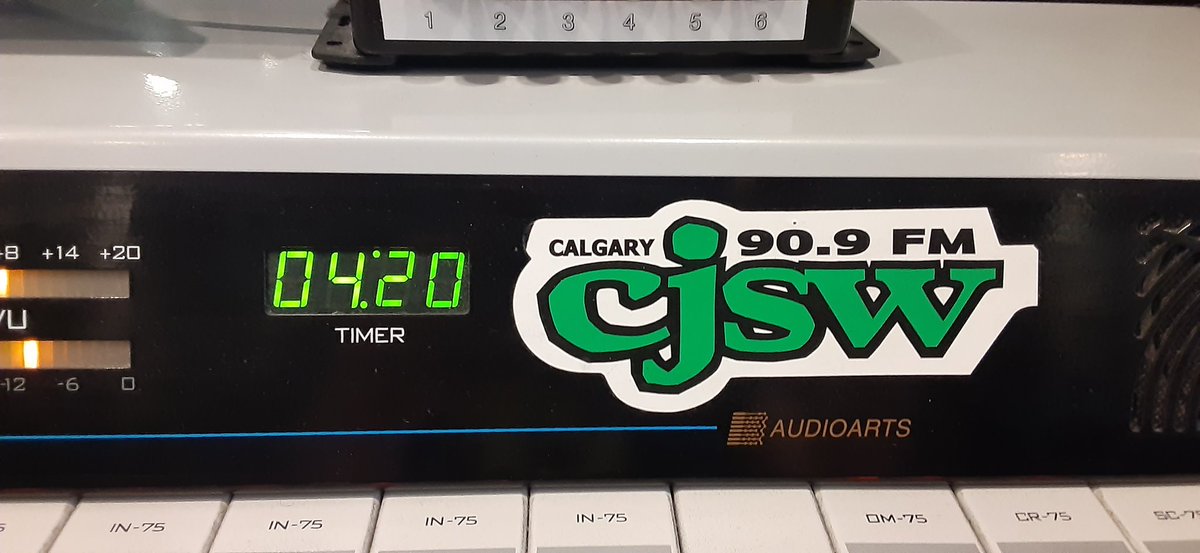 1 2 3 4 5 6
+8 +14 +20
VU
-12 -6 0
04:20
TIMER
CALGARY 90.9 FM
cjsw
AUDIOARTS
IN-75 IN-75 IN-75 IN-75 OM-75 CR-75